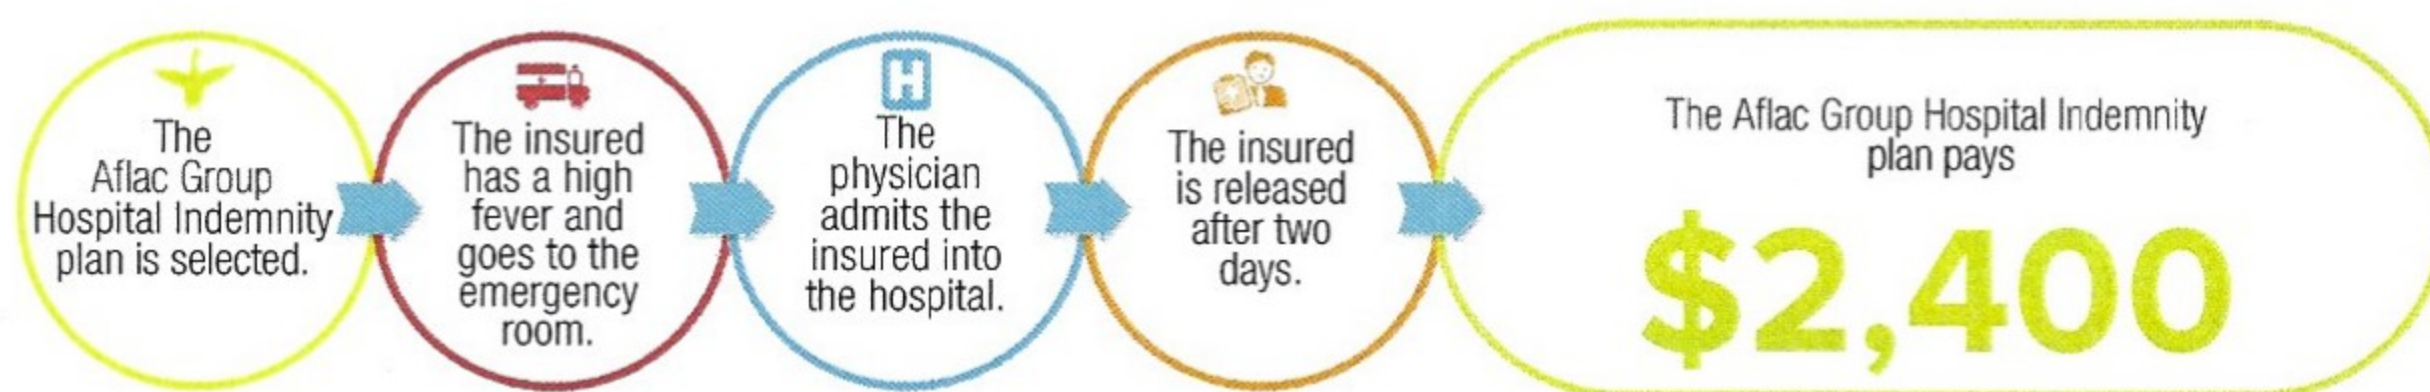 The
Aflac Group
Hospital Indemnity
plan is selected.
The insured
has a high
fever and
goes to the
emergency
room.
H
The
physician
admits the
insured into
the hospital.
The insured
is released
after two
days.
The Aflac Group Hospital Indemnity
plan pays
$2,400